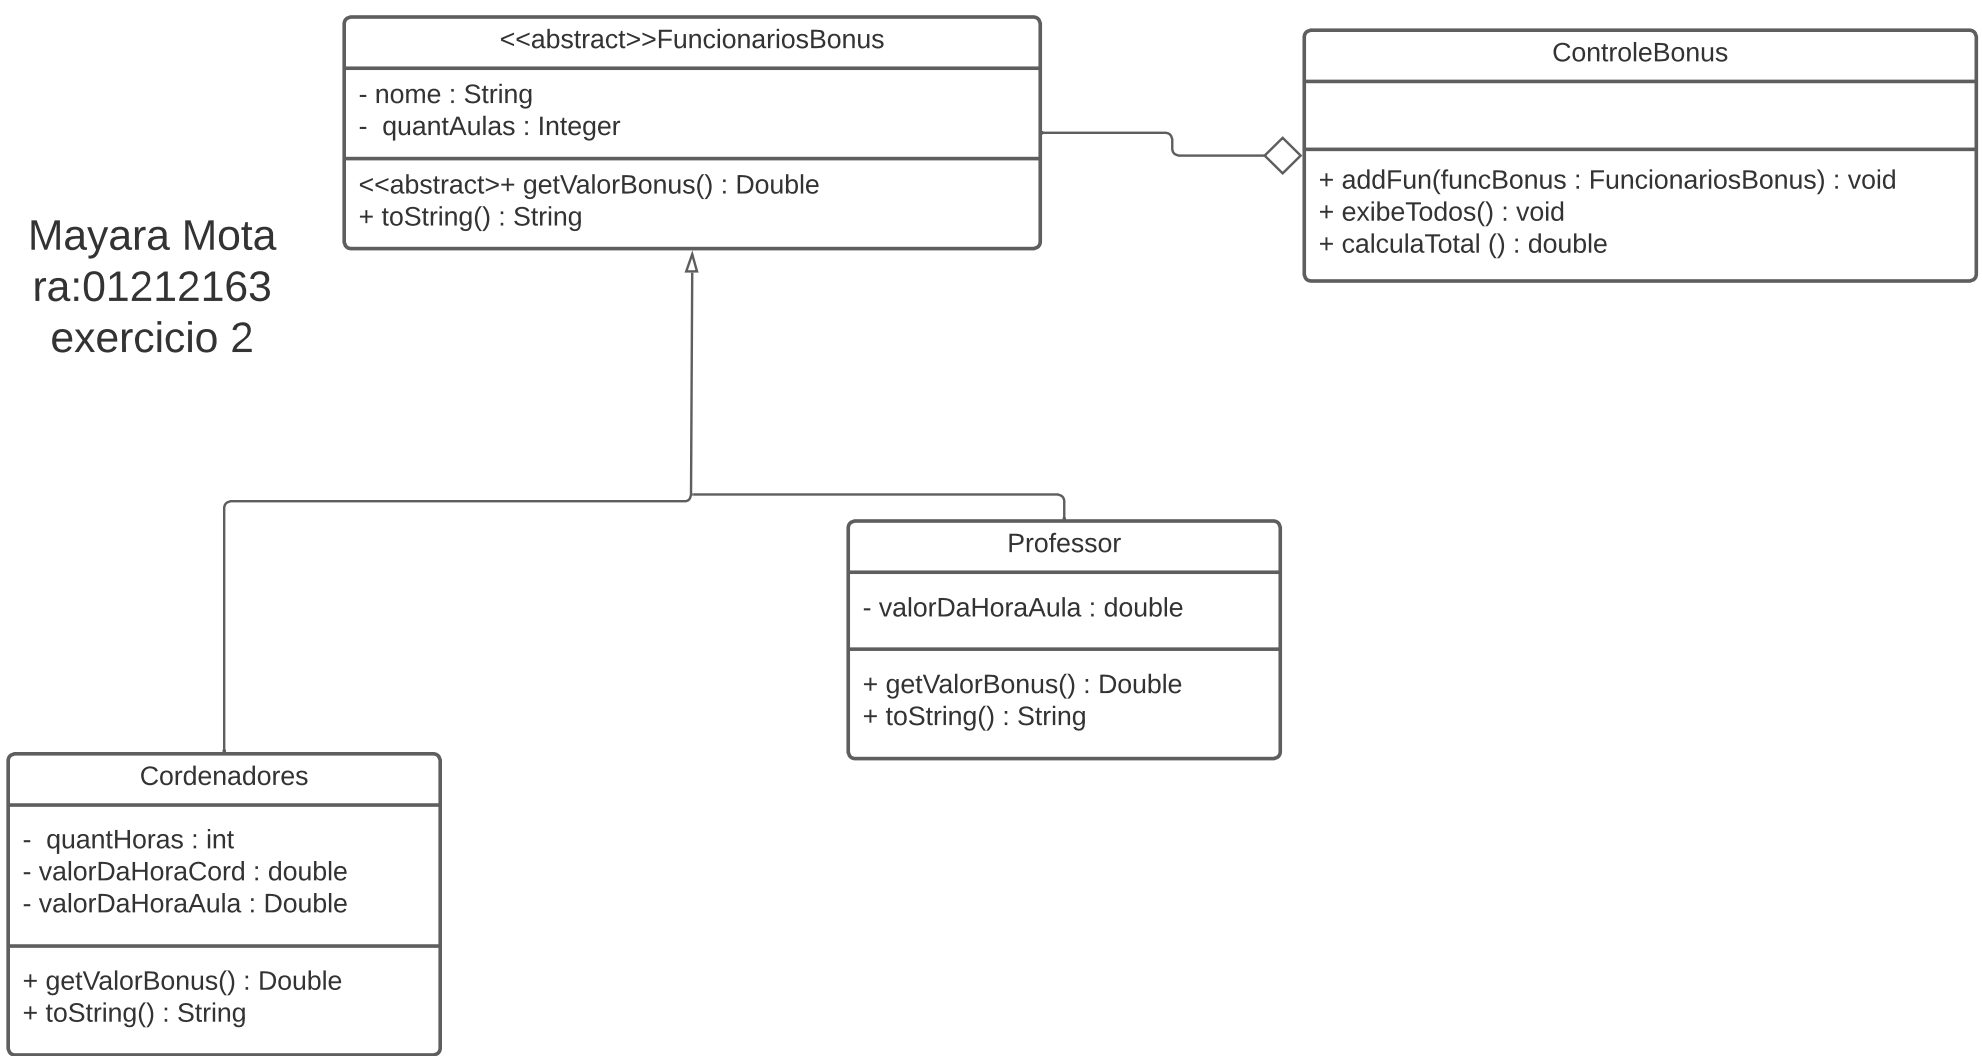 <<abstract>>FuncionariosBonus
- nome : String
-  quantAulas : Integer
<<abstract>+ getValorBonus() : Double
+ toString() : String
ControleBonus
+ addFun(funcBonus : FuncionariosBonus) : void
+ exibeTodos() : void
+ calculaTotal () : double
Mayara Mota
ra:01212163
exercicio 2
Professor
- valorDaHoraAula : double
+ getValorBonus() : Double
+ toString() : String
Cordenadores
-  quantHoras : int
- valorDaHoraCord : double
- valorDaHoraAula : Double
+ getValorBonus() : Double
+ toString() : String